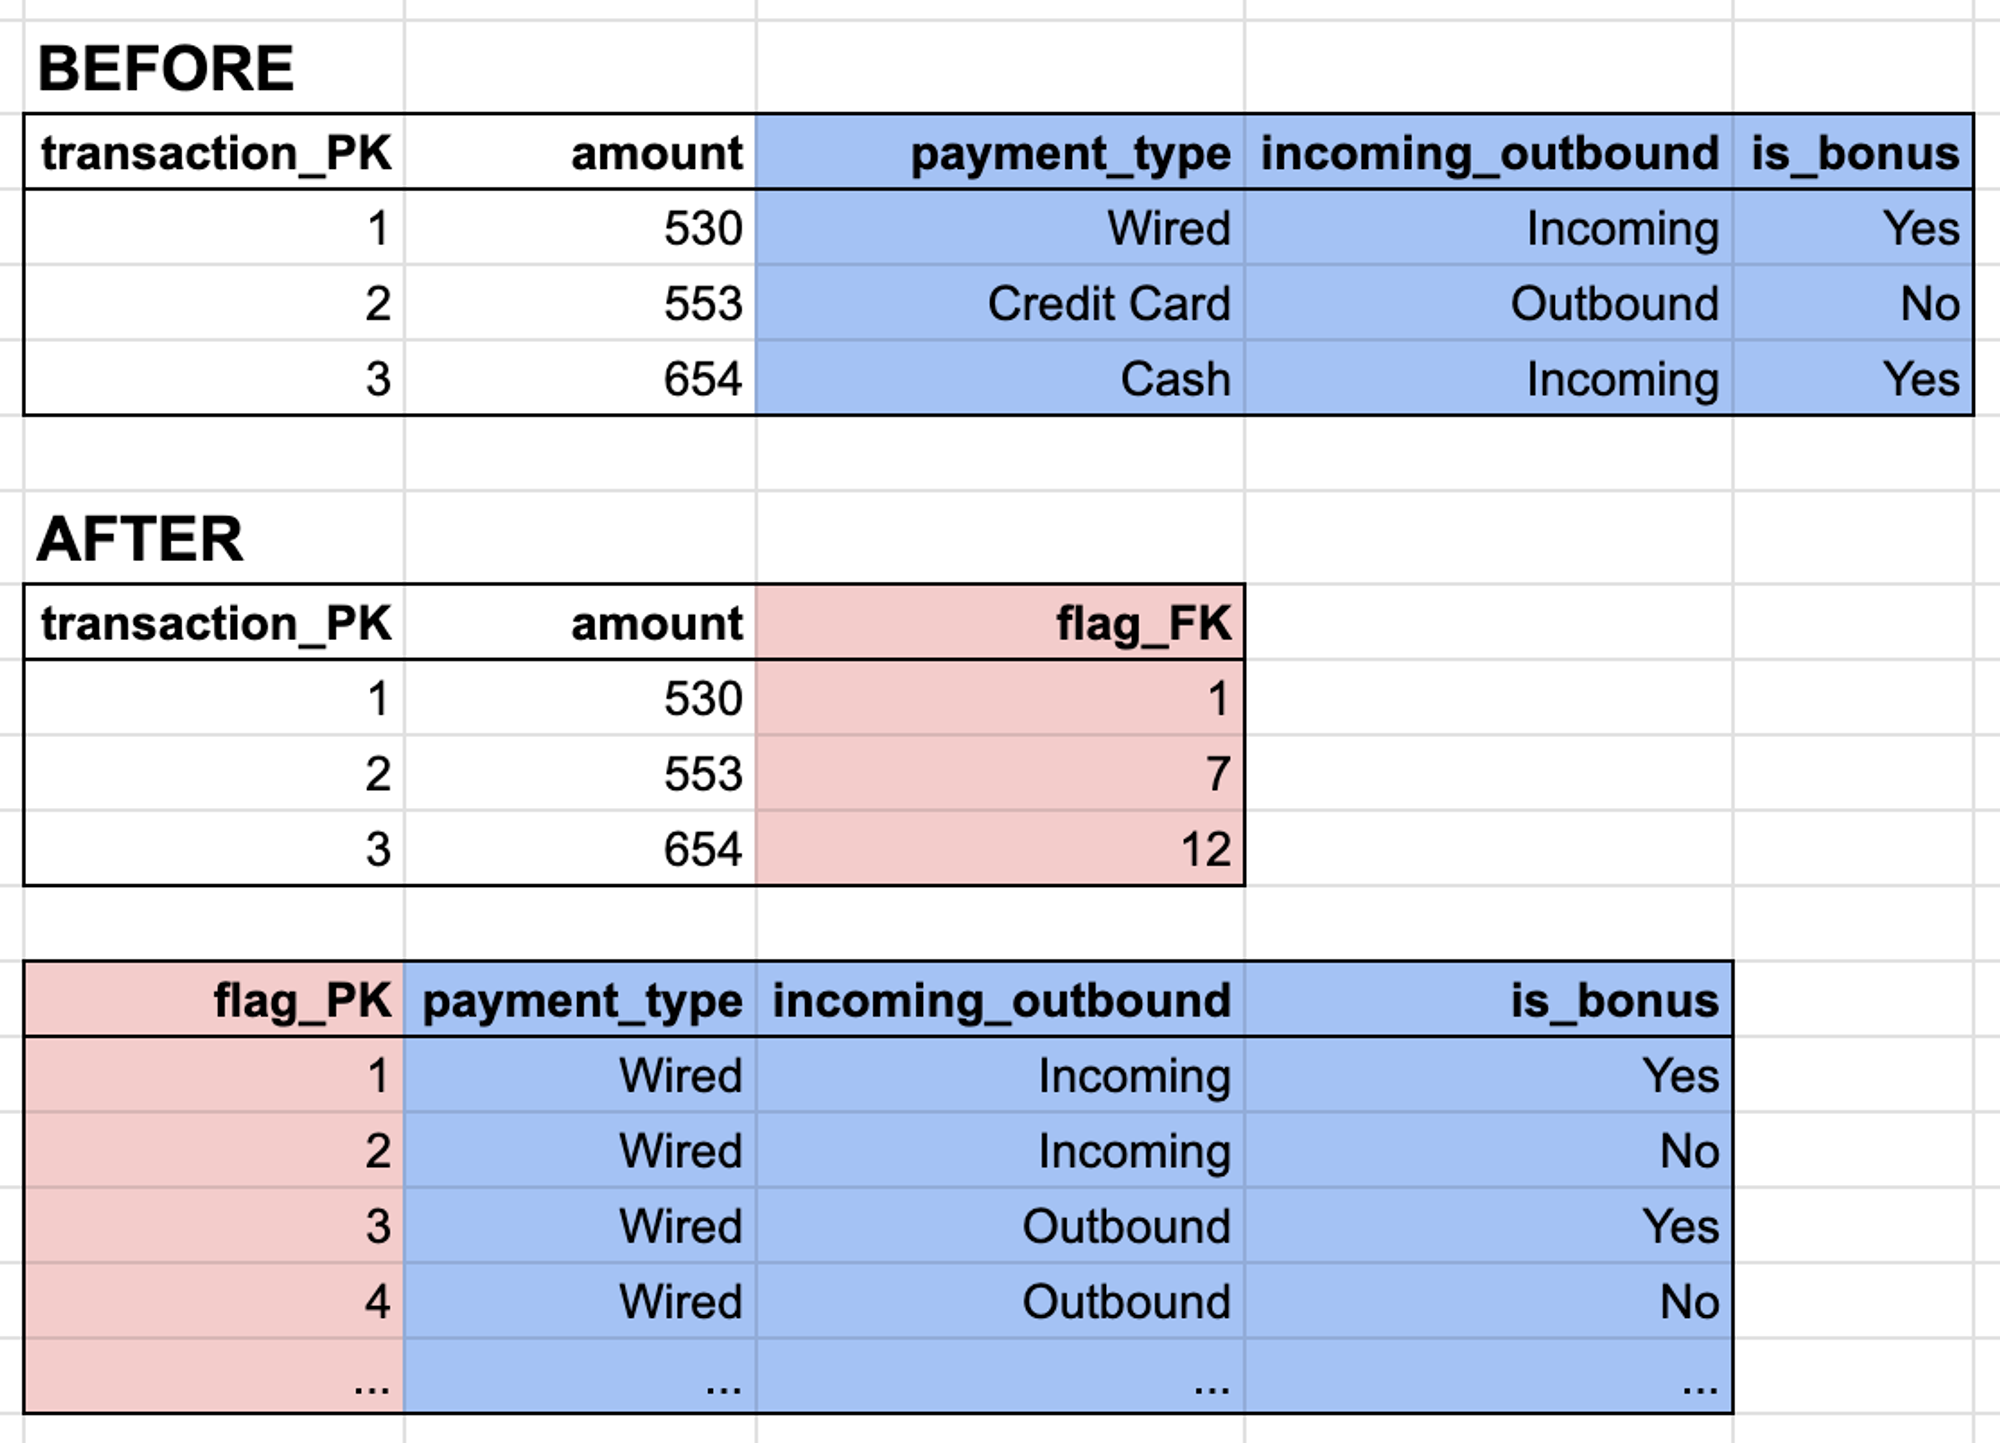 BEFORE
transaction_PK amount payment_type incoming_outbound is_bonus
1 530 Wired Incoming Yes
2 553 Credit Card Outbound No
3 654 Cash Incoming Yes
AFTER
transaction_PK amount flag_FK
1 530 1
2 553 7
3 654 12
flag_PK payment_type incoming_outbound is_bonus
1 Wired Incoming Yes
2 Wired Incoming No
3 Wired Outbound Yes
4 Wired Outbound No
... ... ... ...